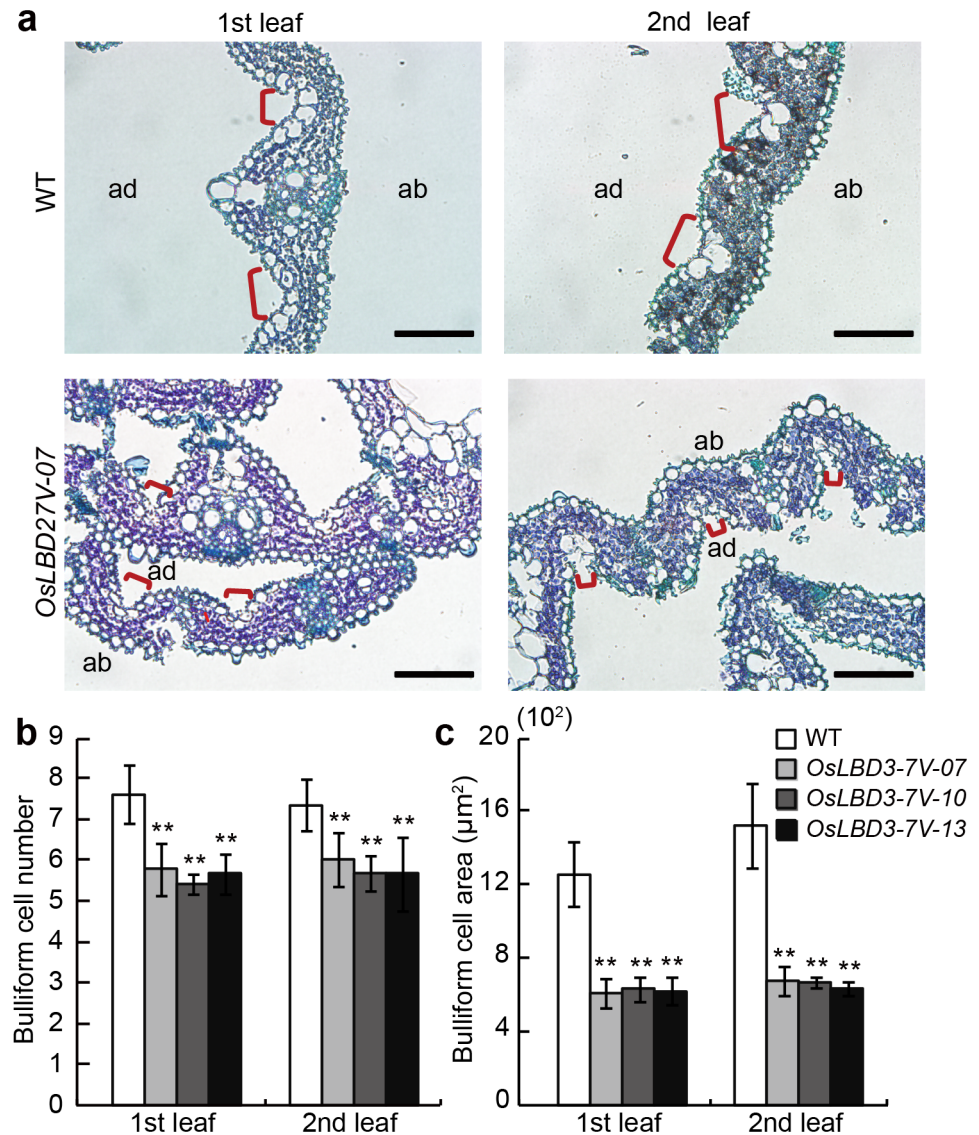 a
1st leaf
2nd leaf
WT
ad
ab
ad
ab
OsLBD27V-07
ad
ab
ab
ad
b
Bulliform cell number
9
8
7
6
5
4
3
2
1
0
**
**
**
**
**
**
1st leaf
2nd leaf
c
(10²)
Bulliform cell area (μm²)
20
16
12
8
4
0
**
**
**
**
**
**
1st leaf
2nd leaf
WT
OsLBD3-7V-07
OsLBD3-7V-10
OsLBD3-7V-13